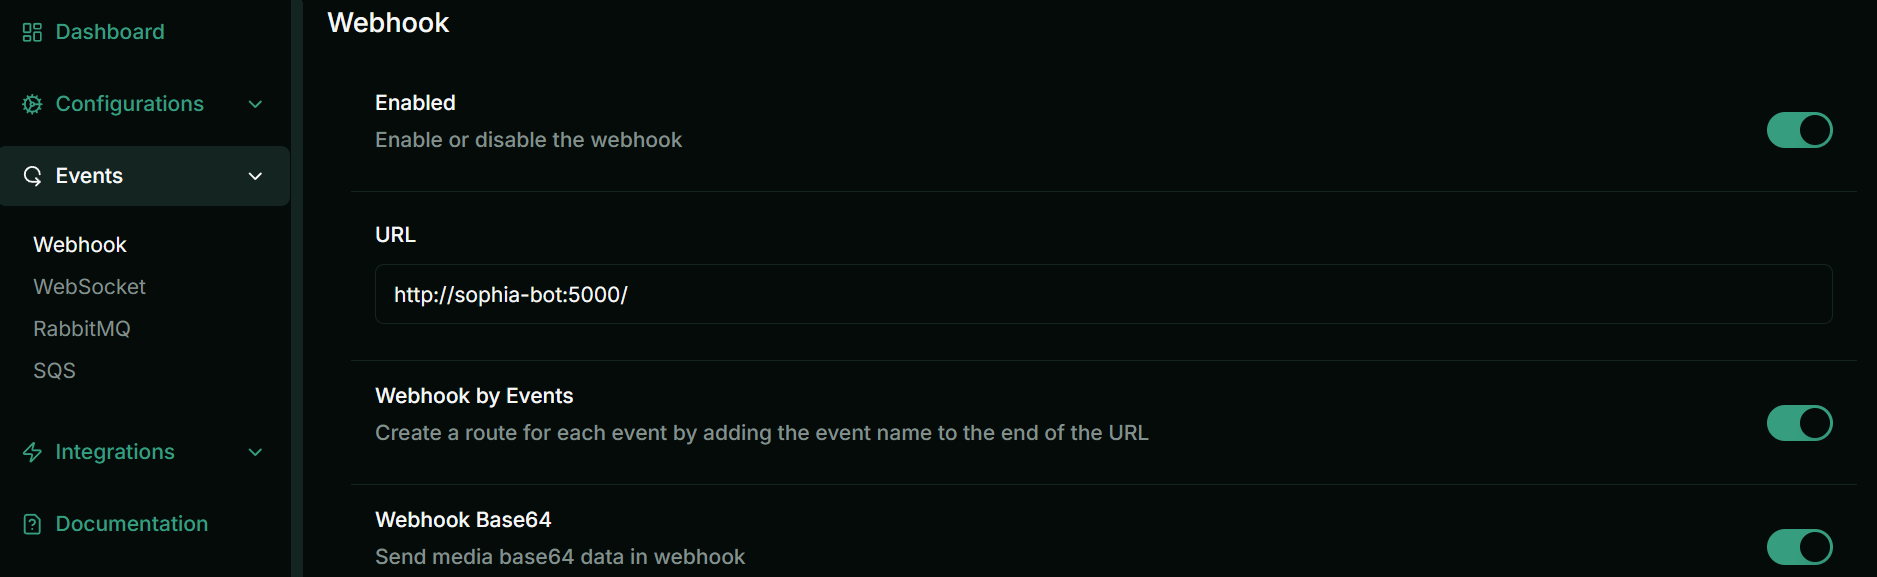 Dashboard
Configurations
Events
Webhook
WebSocket
RabbitMQ
SQS
Integrations
Documentation
Webhook
Enabled
Enable or disable the webhook
URL
http://sophia-bot:5000/
Webhook by Events
Create a route for each event by adding the event name to the end of the URL
Webhook Base64
Send media base64 data in webhook